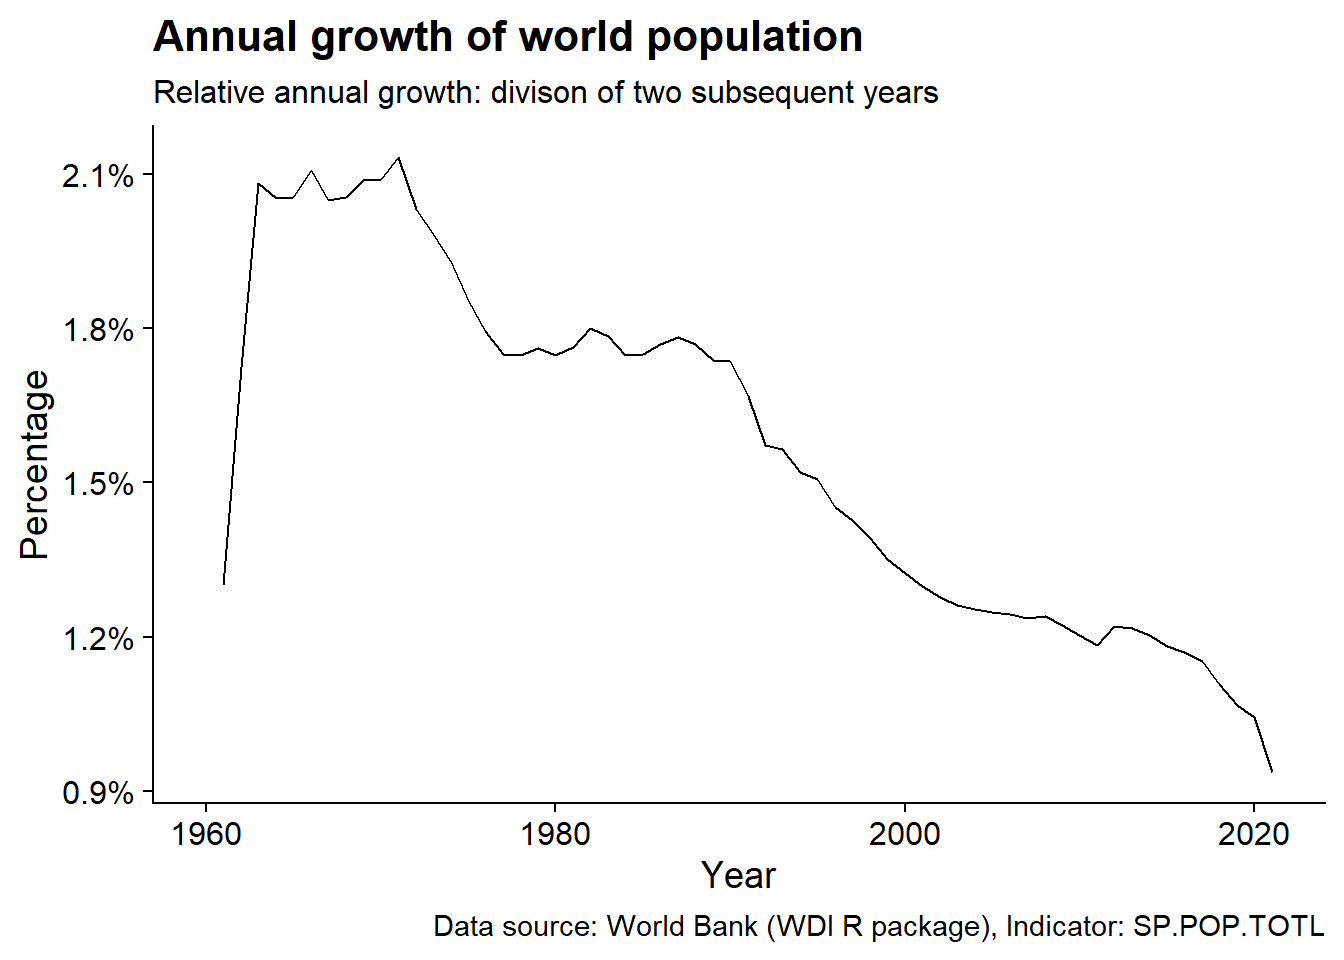 Annual growth of world population
Relative annual growth: divison of two subsequent years
2.1%
1.8%
1.5%
1.2%
0.9%
Percentage
1960 1980 2000 2020
Year
Data source: World Bank (WDI R package), Indicator: SP.POP.TOTL